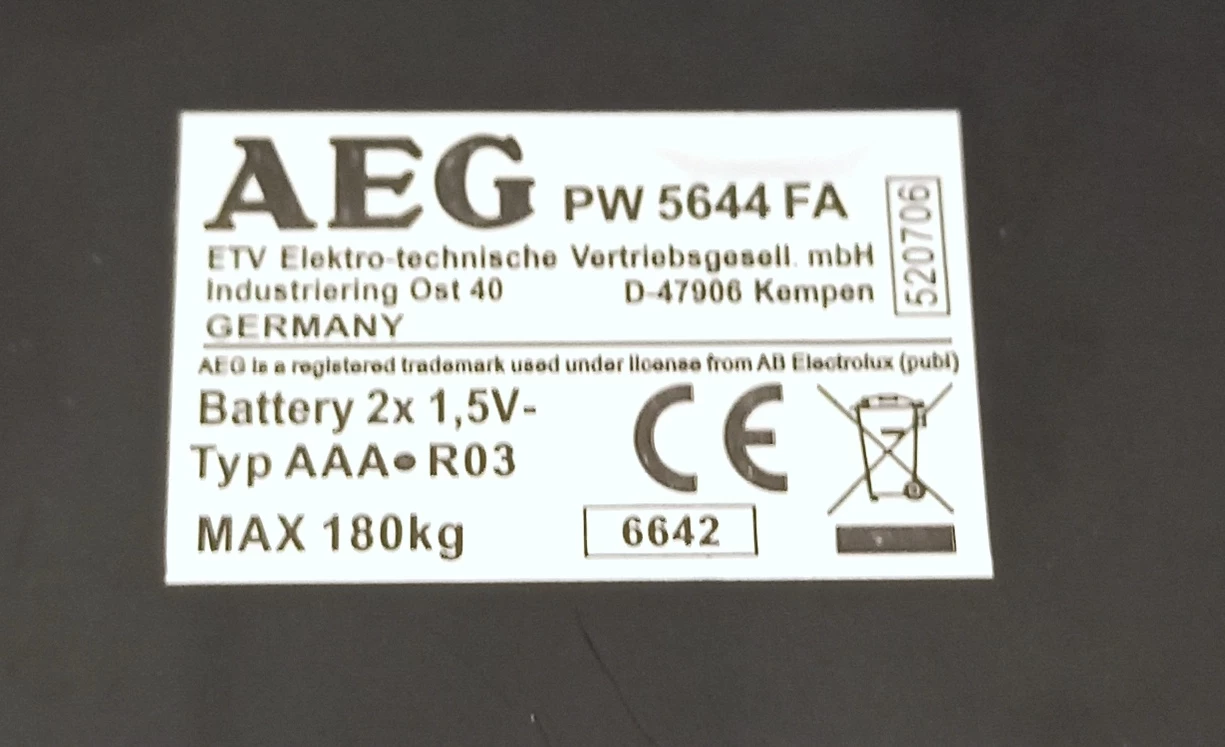 AEG PW 5644 FA
520706
ETV Elektro-technische Vertriebsgesell. mbH
Industriering Ost 40 D-47906 Kempen
GERMANY
AEG is a registered trademark used under license from AB Electrolux (publ)
Battery 2x 1,5V-
Typ AAA• R03
CE
MAX 180kg
6642